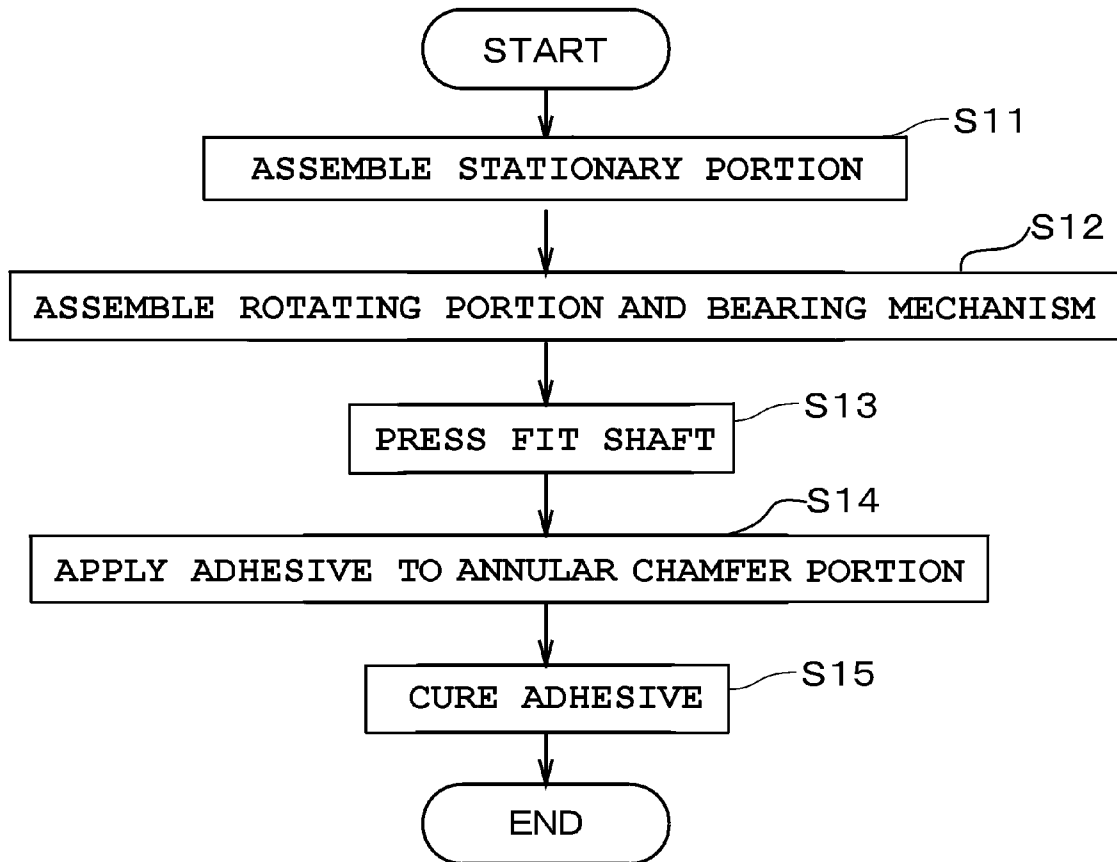 START
S11
ASSEMBLE STATIONARY PORTION
S12
ASSEMBLE ROTATING PORTION AND BEARING MECHANISM
S13
PRESS FIT SHAFT
S14
APPLY ADHESIVE TO ANNULAR CHAMFER PORTION
S15
CURE ADHESIVE
END